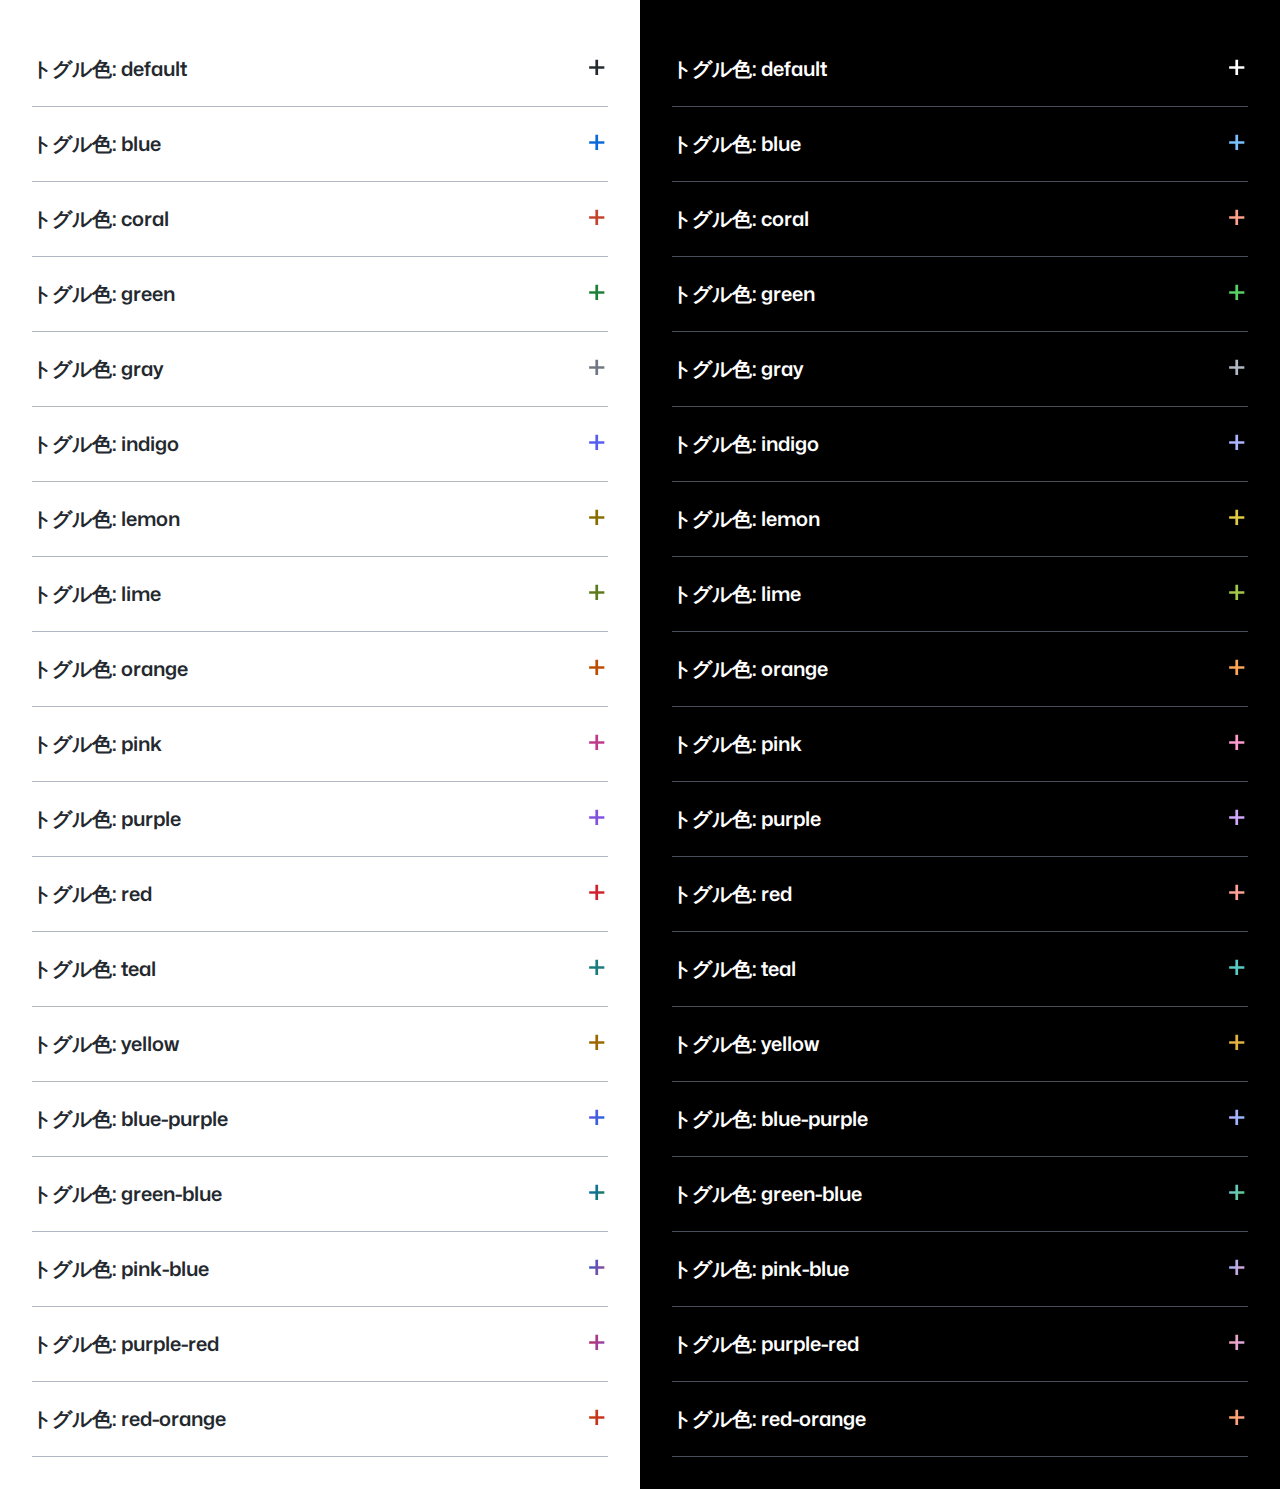 トグル色: default
トグル色: blue
トグル色: coral
トグル色: green
トグル色: gray
トグル色: indigo
トグル色: lemon
トグル色: lime
トグル色: orange
トグル色: pink
トグル色: purple
トグル色: red
トグル色: teal
トグル色: yellow
トグル色: blue-purple
トグル色: green-blue
トグル色: pink-blue
トグル色: purple-red
トグル色: red-orange
トグル色: default
トグル色: blue
トグル色: coral
トグル色: green
トグル色: gray
トグル色: indigo
トグル色: lemon
トグル色: lime
トグル色: orange
トグル色: pink
トグル色: purple
トグル色: red
トグル色: teal
トグル色: yellow
トグル色: blue-purple
トグル色: green-blue
トグル色: pink-blue
トグル色: purple-red
トグル色: red-orange